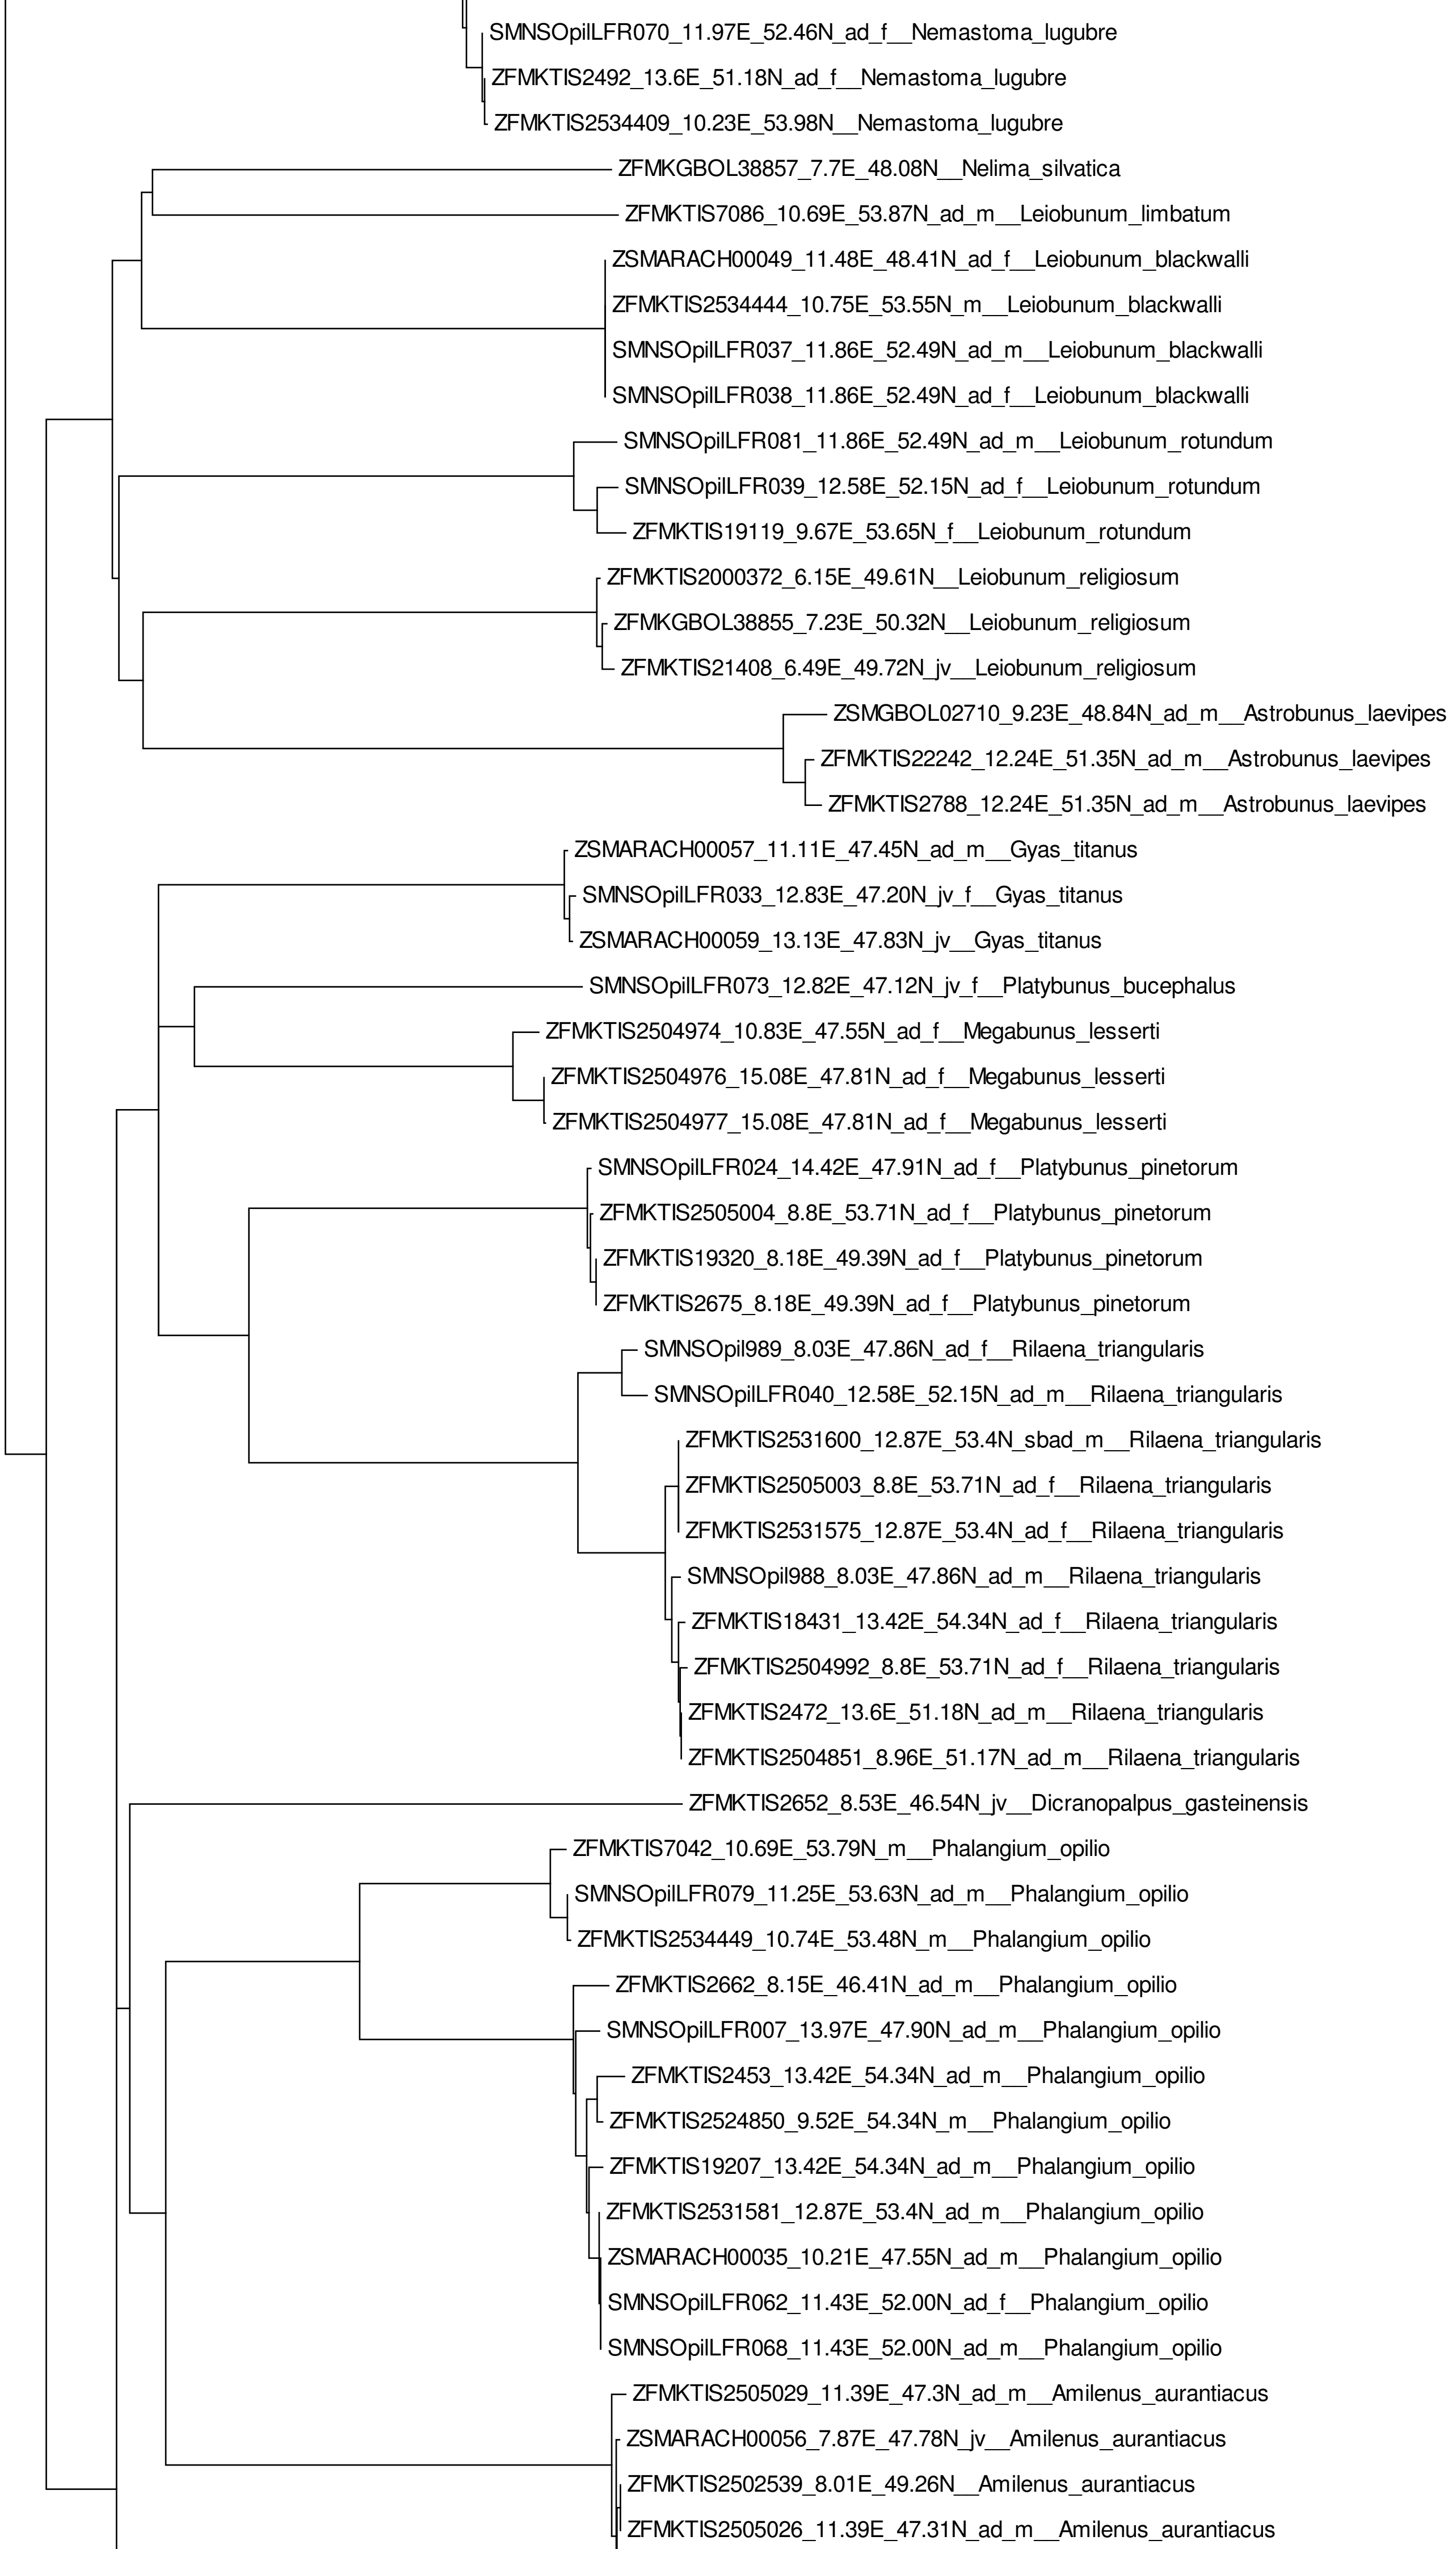 SMNSOpilLFR070_11.97E_52.46N_ad_f__Nemastoma_lugubre
ZFMKTIS2492_13.6E_51.18N_ad_f__Nemastoma_lugubre
ZFMKTIS2534409_10.23E_53.98N__Nemastoma_lugubre
ZFMKGBOL38857_7.7E_48.08N__Nelima_silvatica
ZFMKTIS7086_10.69E_53.87N_ad_m__Leiobunum_limbatum
ZSMARACH00049_11.48E_48.41N_ad_f__Leiobunum_blackwalli
ZFMKTIS2534444_10.75E_53.55N_m__Leiobunum_blackwalli
SMNSOpilLFR037_11.86E_52.49N_ad_m__Leiobunum_blackwalli
SMNSOpilLFR038_11.86E_52.49N_ad_f__Leiobunum_blackwalli
SMNSOpilLFR081_11.86E_52.49N_ad_m__Leiobunum_rotundum
SMNSOpilLFR039_12.58E_52.15N_ad_f__Leiobunum_rotundum
ZFMKTIS19119_9.67E_53.65N_f__Leiobunum_rotundum
ZFMKTIS2000372_6.15E_49.61N__Leiobunum_religiosum
ZFMKGBOL38855_7.23E_50.32N__Leiobunum_religiosum
ZFMKTIS21408_6.49E_49.72N_jv__Leiobunum_religiosum
ZSMGBOL02710_9.23E_48.84N_ad_m__Astrobunus_laevipes
ZFMKTIS22242_12.24E_51.35N_ad_m__Astrobunus_laevipes
ZFMKTIS2788_12.24E_51.35N_ad_m__Astrobunus_laevipes
ZSMARACH00057_11.11E_47.45N_ad_m__Gyas_titanus
SMNSOpilLFR033_12.83E_47.20N_jv_f__Gyas_titanus
ZSMARACH00059_13.13E_47.83N_jv__Gyas_titanus
SMNSOpilLFR073_12.82E_47.12N_jv_f__Platybunus_bucephalus
ZFMKTIS2504974_10.83E_47.55N_ad_f__Megabunus_lesserti
ZFMKTIS2504976_15.08E_47.81N_ad_f__Megabunus_lesserti
ZFMKTIS2504977_15.08E_47.81N_ad_f__Megabunus_lesserti
SMNSOpilLFR024_14.42E_47.91N_ad_f__Platybunus_pinetorum
ZFMKTIS2505004_8.8E_53.71N_ad_f__Platybunus_pinetorum
ZFMKTIS19320_8.18E_49.39N_ad_f__Platybunus_pinetorum
ZFMKTIS2675_8.18E_49.39N_ad_f__Platybunus_pinetorum
SMNSOpil989_8.03E_47.86N_ad_f__Rilaena_triangularis
SMNSOpilLFR040_12.58E_52.15N_ad_m__Rilaena_triangularis
ZFMKTIS2531600_12.87E_53.4N_sbad_m__Rilaena_triangularis
ZFMKTIS2505003_8.8E_53.71N_ad_f__Rilaena_triangularis
ZFMKTIS2531575_12.87E_53.4N_ad_f__Rilaena_triangularis
SMNSOpil988_8.03E_47.86N_ad_m__Rilaena_triangularis
ZFMKTIS18431_13.42E_54.34N_ad_f__Rilaena_triangularis
ZFMKTIS2504992_8.8E_53.71N_ad_f__Rilaena_triangularis
ZFMKTIS2472_13.6E_51.18N_ad_m__Rilaena_triangularis
ZFMKTIS2504851_8.96E_51.17N_ad_m__Rilaena_triangularis
ZFMKTIS2652_8.53E_46.54N_jv__Dicranopalpus_gasteinensis
ZFMKTIS7042_10.69E_53.79N_m__Phalangium_opilio
SMNSOpilLFR079_11.25E_53.63N_ad_m__Phalangium_opilio
ZFMKTIS2534449_10.74E_53.48N_m__Phalangium_opilio
ZFMKTIS2662_8.15E_46.41N_ad_m__Phalangium_opilio
SMNSOpilLFR007_13.97E_47.90N_ad_m__Phalangium_opilio
ZFMKTIS2453_13.42E_54.34N_ad_m__Phalangium_opilio
ZFMKTIS2524850_9.52E_54.34N_m__Phalangium_opilio
ZFMKTIS19207_13.42E_54.34N_ad_m__Phalangium_opilio
ZFMKTIS2531581_12.87E_53.4N_ad_m__Phalangium_opilio
ZSMARACH00035_10.21E_47.55N_ad_m__Phalangium_opilio
SMNSOpilLFR062_11.43E_52.00N_ad_f__Phalangium_opilio
SMNSOpilLFR068_11.43E_52.00N_ad_m__Phalangium_opilio
ZFMKTIS2505029_11.39E_47.3N_ad_m__Amilenus_aurantiacus
ZSMARACH00056_7.87E_47.78N_jv__Amilenus_aurantiacus
ZFMKTIS2502539_8.01E_49.26N__Amilenus_aurantiacus
ZFMKTIS2505026_11.39E_47.31N_ad_m__Amilenus_aurantiacus